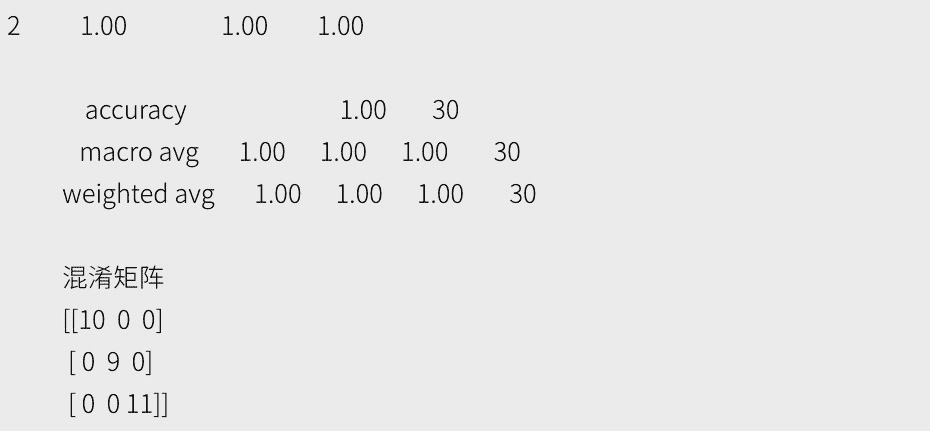 2 1.00 1.00 1.00
accuracy 1.00 30
macro avg 1.00 1.00 1.00 30
weighted avg 1.00 1.00 1.00 30
混淆矩阵
[[10 0 0]
[ 0 9 0]
[ 0 0 11]]